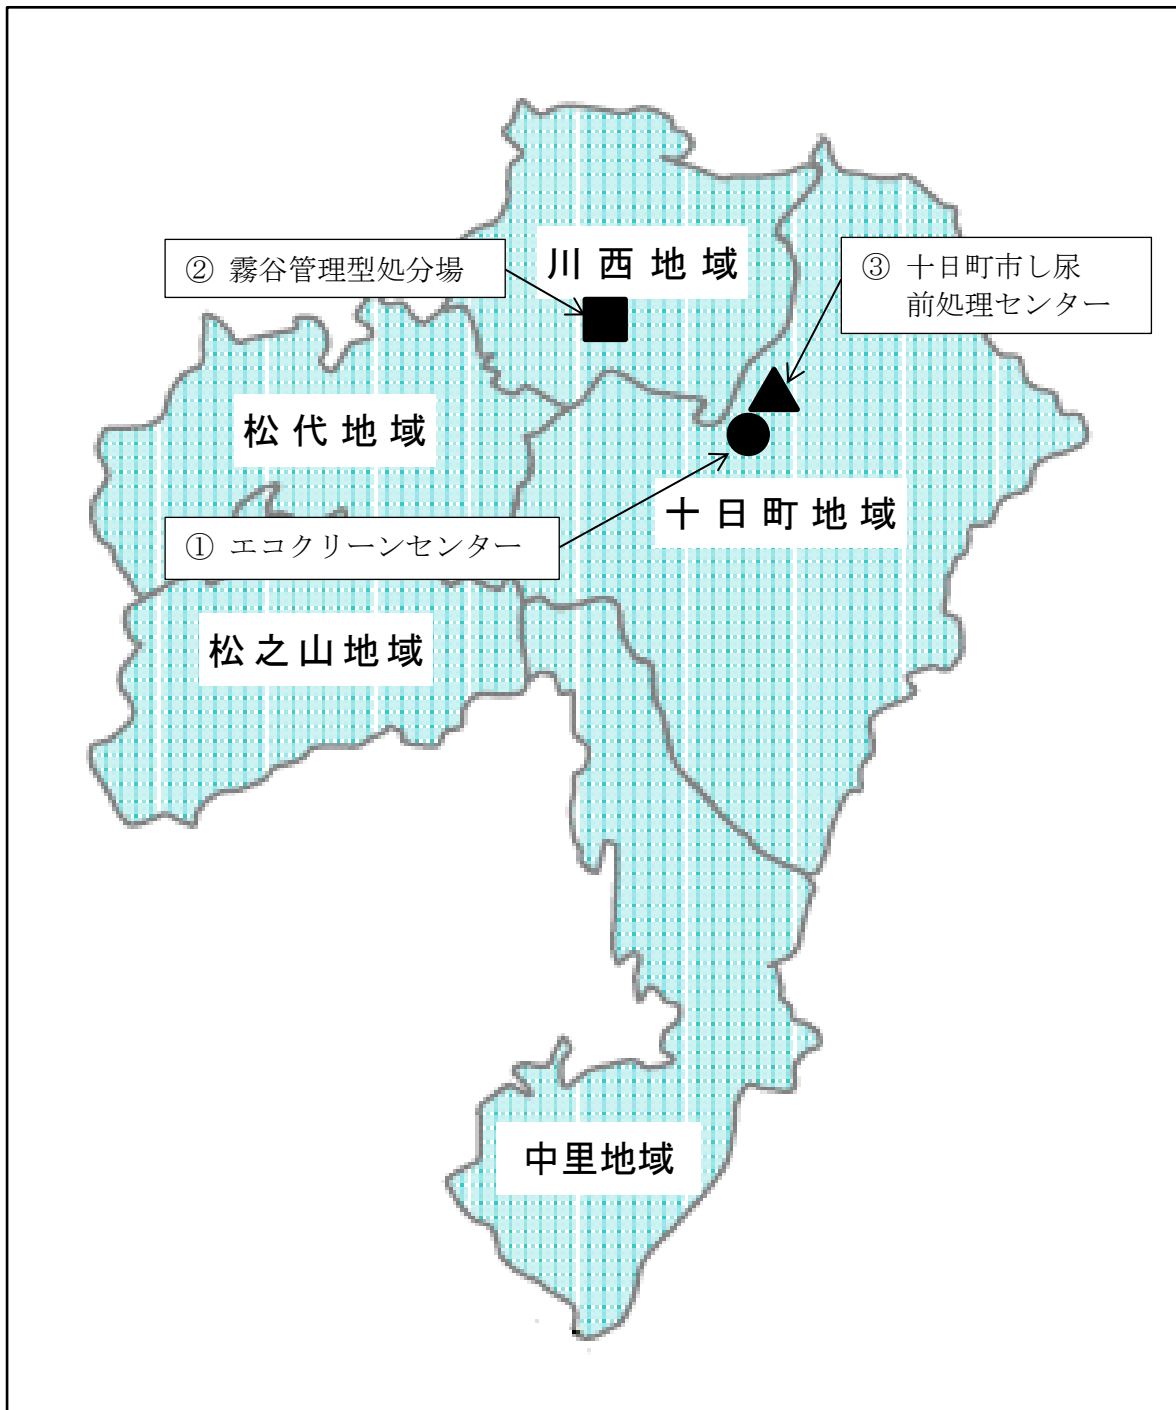 川西地域
② 霧谷管理型処分場
③ 十日町市し尿
前処理センター
松代地域
十日町地域
① エコクリーンセンター
松之山地域
中里地域